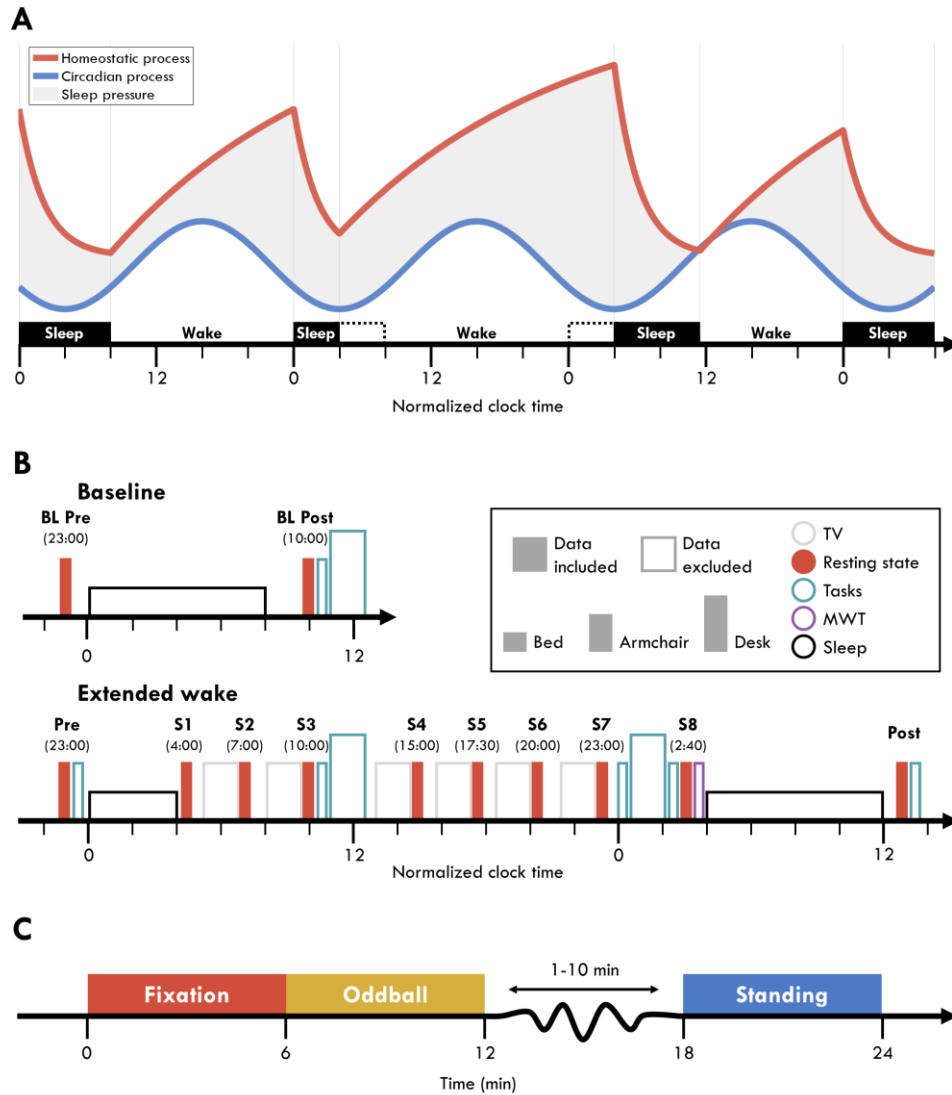 A
Homeostatic process
Circadian process
Sleep pressure
Sleep Wake Sleep Wake Sleep Wake Sleep
0 12 0 12 0 12 0
Normalized clock time
B
Baseline
BL Pre BL Post
(23:00) (10:00)
0 12
Data included
Data excluded
Bed Armchair Desk
TV
Resting state
Tasks
MWT
Sleep
Extended wake
Pre S1 S2 S3 S4 S5 S6 S7 S8 Post
(23:00) (4:00) (7:00) (10:00) (15:00) (17:30) (20:00) (23:00) (2:40)
0 12 0 12
Normalized clock time
C
1-10 min
Fixation Oddball Standing
0 6 12 18 24
Time (min)